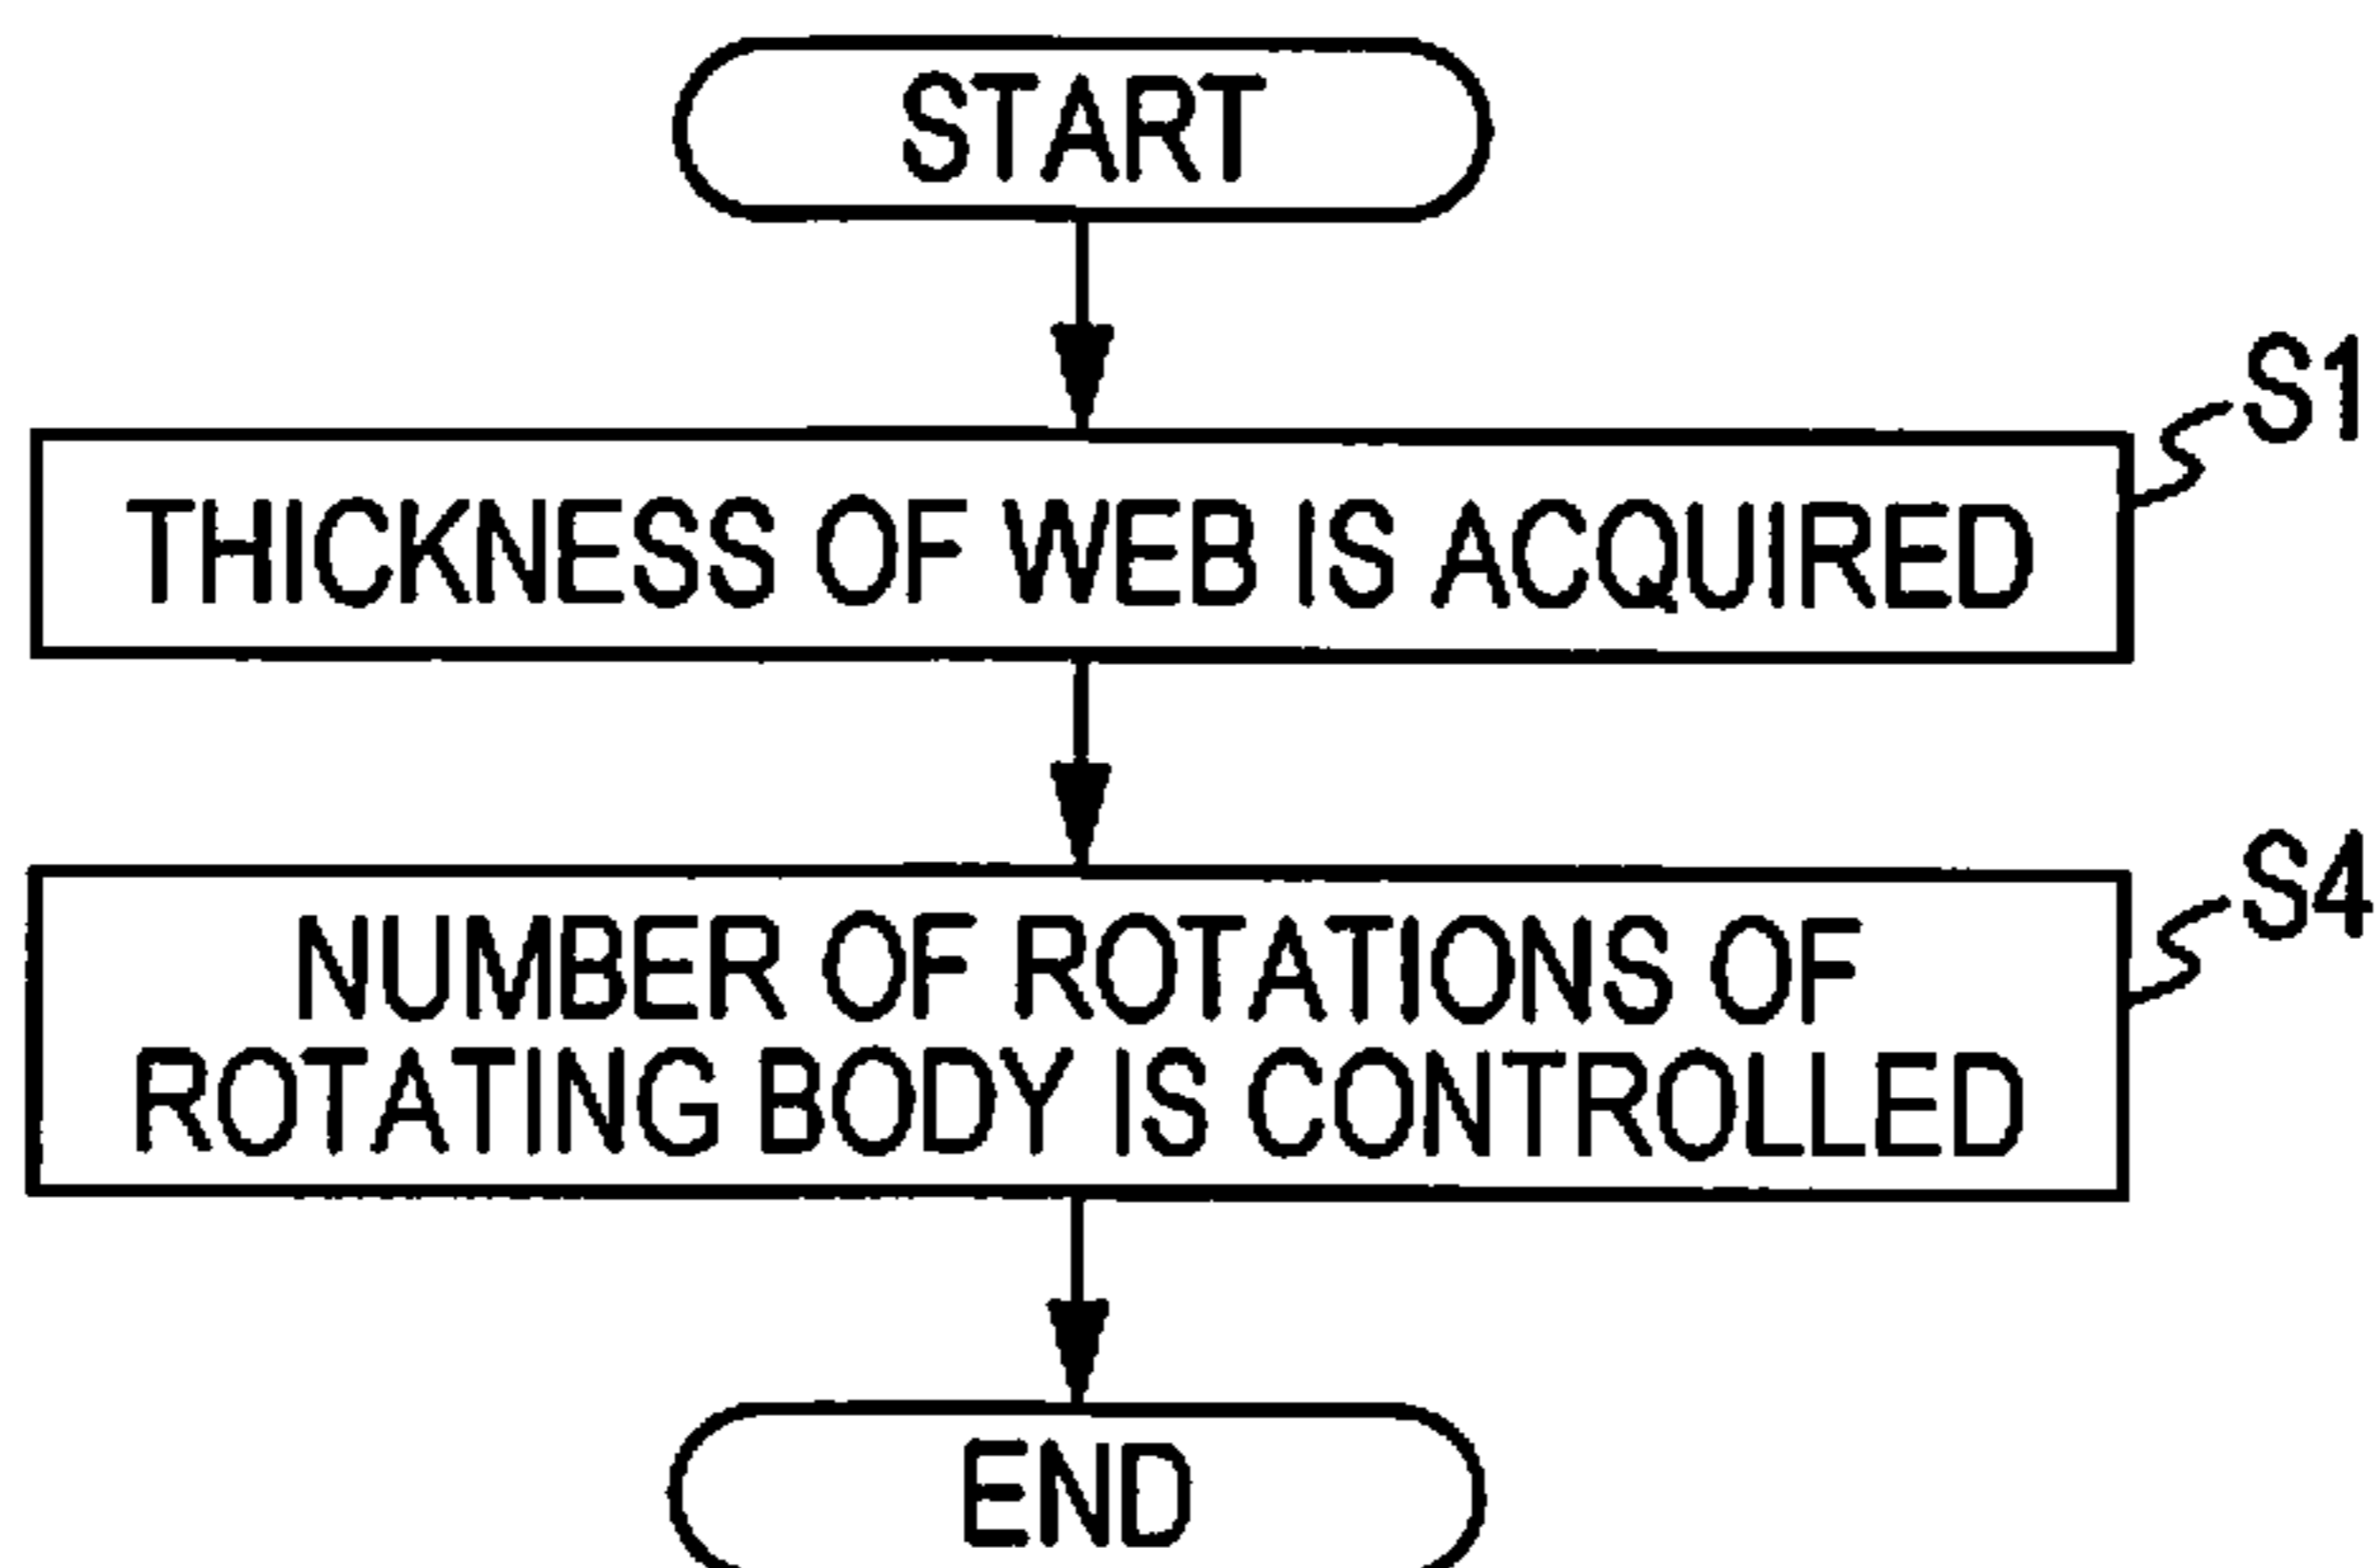 START
S1
THICKNESS OF WEB IS ACQUIRED
S4
NUMBER OF ROTATIONS OF
ROTATING BODY IS CONTROLLED
END